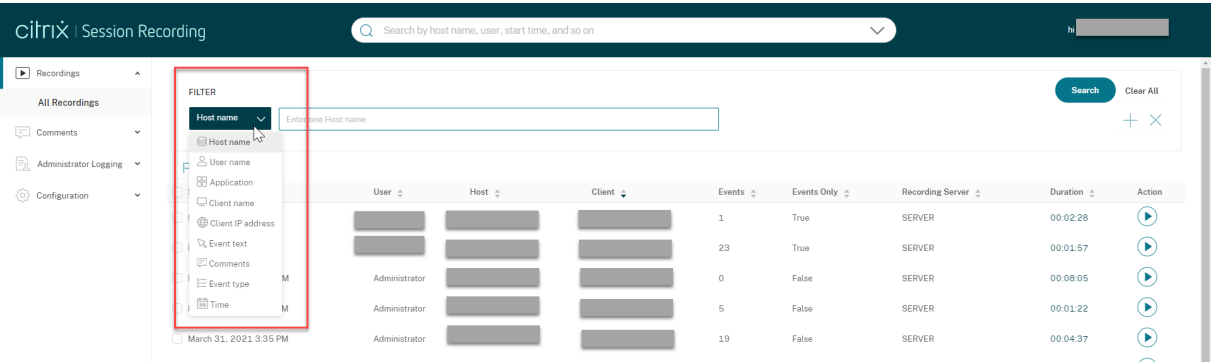 citrix | Session Recording
Search by host name, user, start time, and so on
hi
Recordings
All Recordings
Comments
Administrator Logging
Configuration
FILTER
Search
Clear All
Host name
Enter one Host name
Host name
User name
Application
Client name
Client IP address
Event text
Comments
Event type
Time
User Host Client Events Events Only Recording Server Duration Action
1 True SERVER 00:02:28
23 True SERVER 00:01:57
M Administrator 0 False SERVER 00:08:05
M Administrator 5 False SERVER 00:01:22
March 31, 2021 3:35 PM Administrator 19 False SERVER 00:04:37